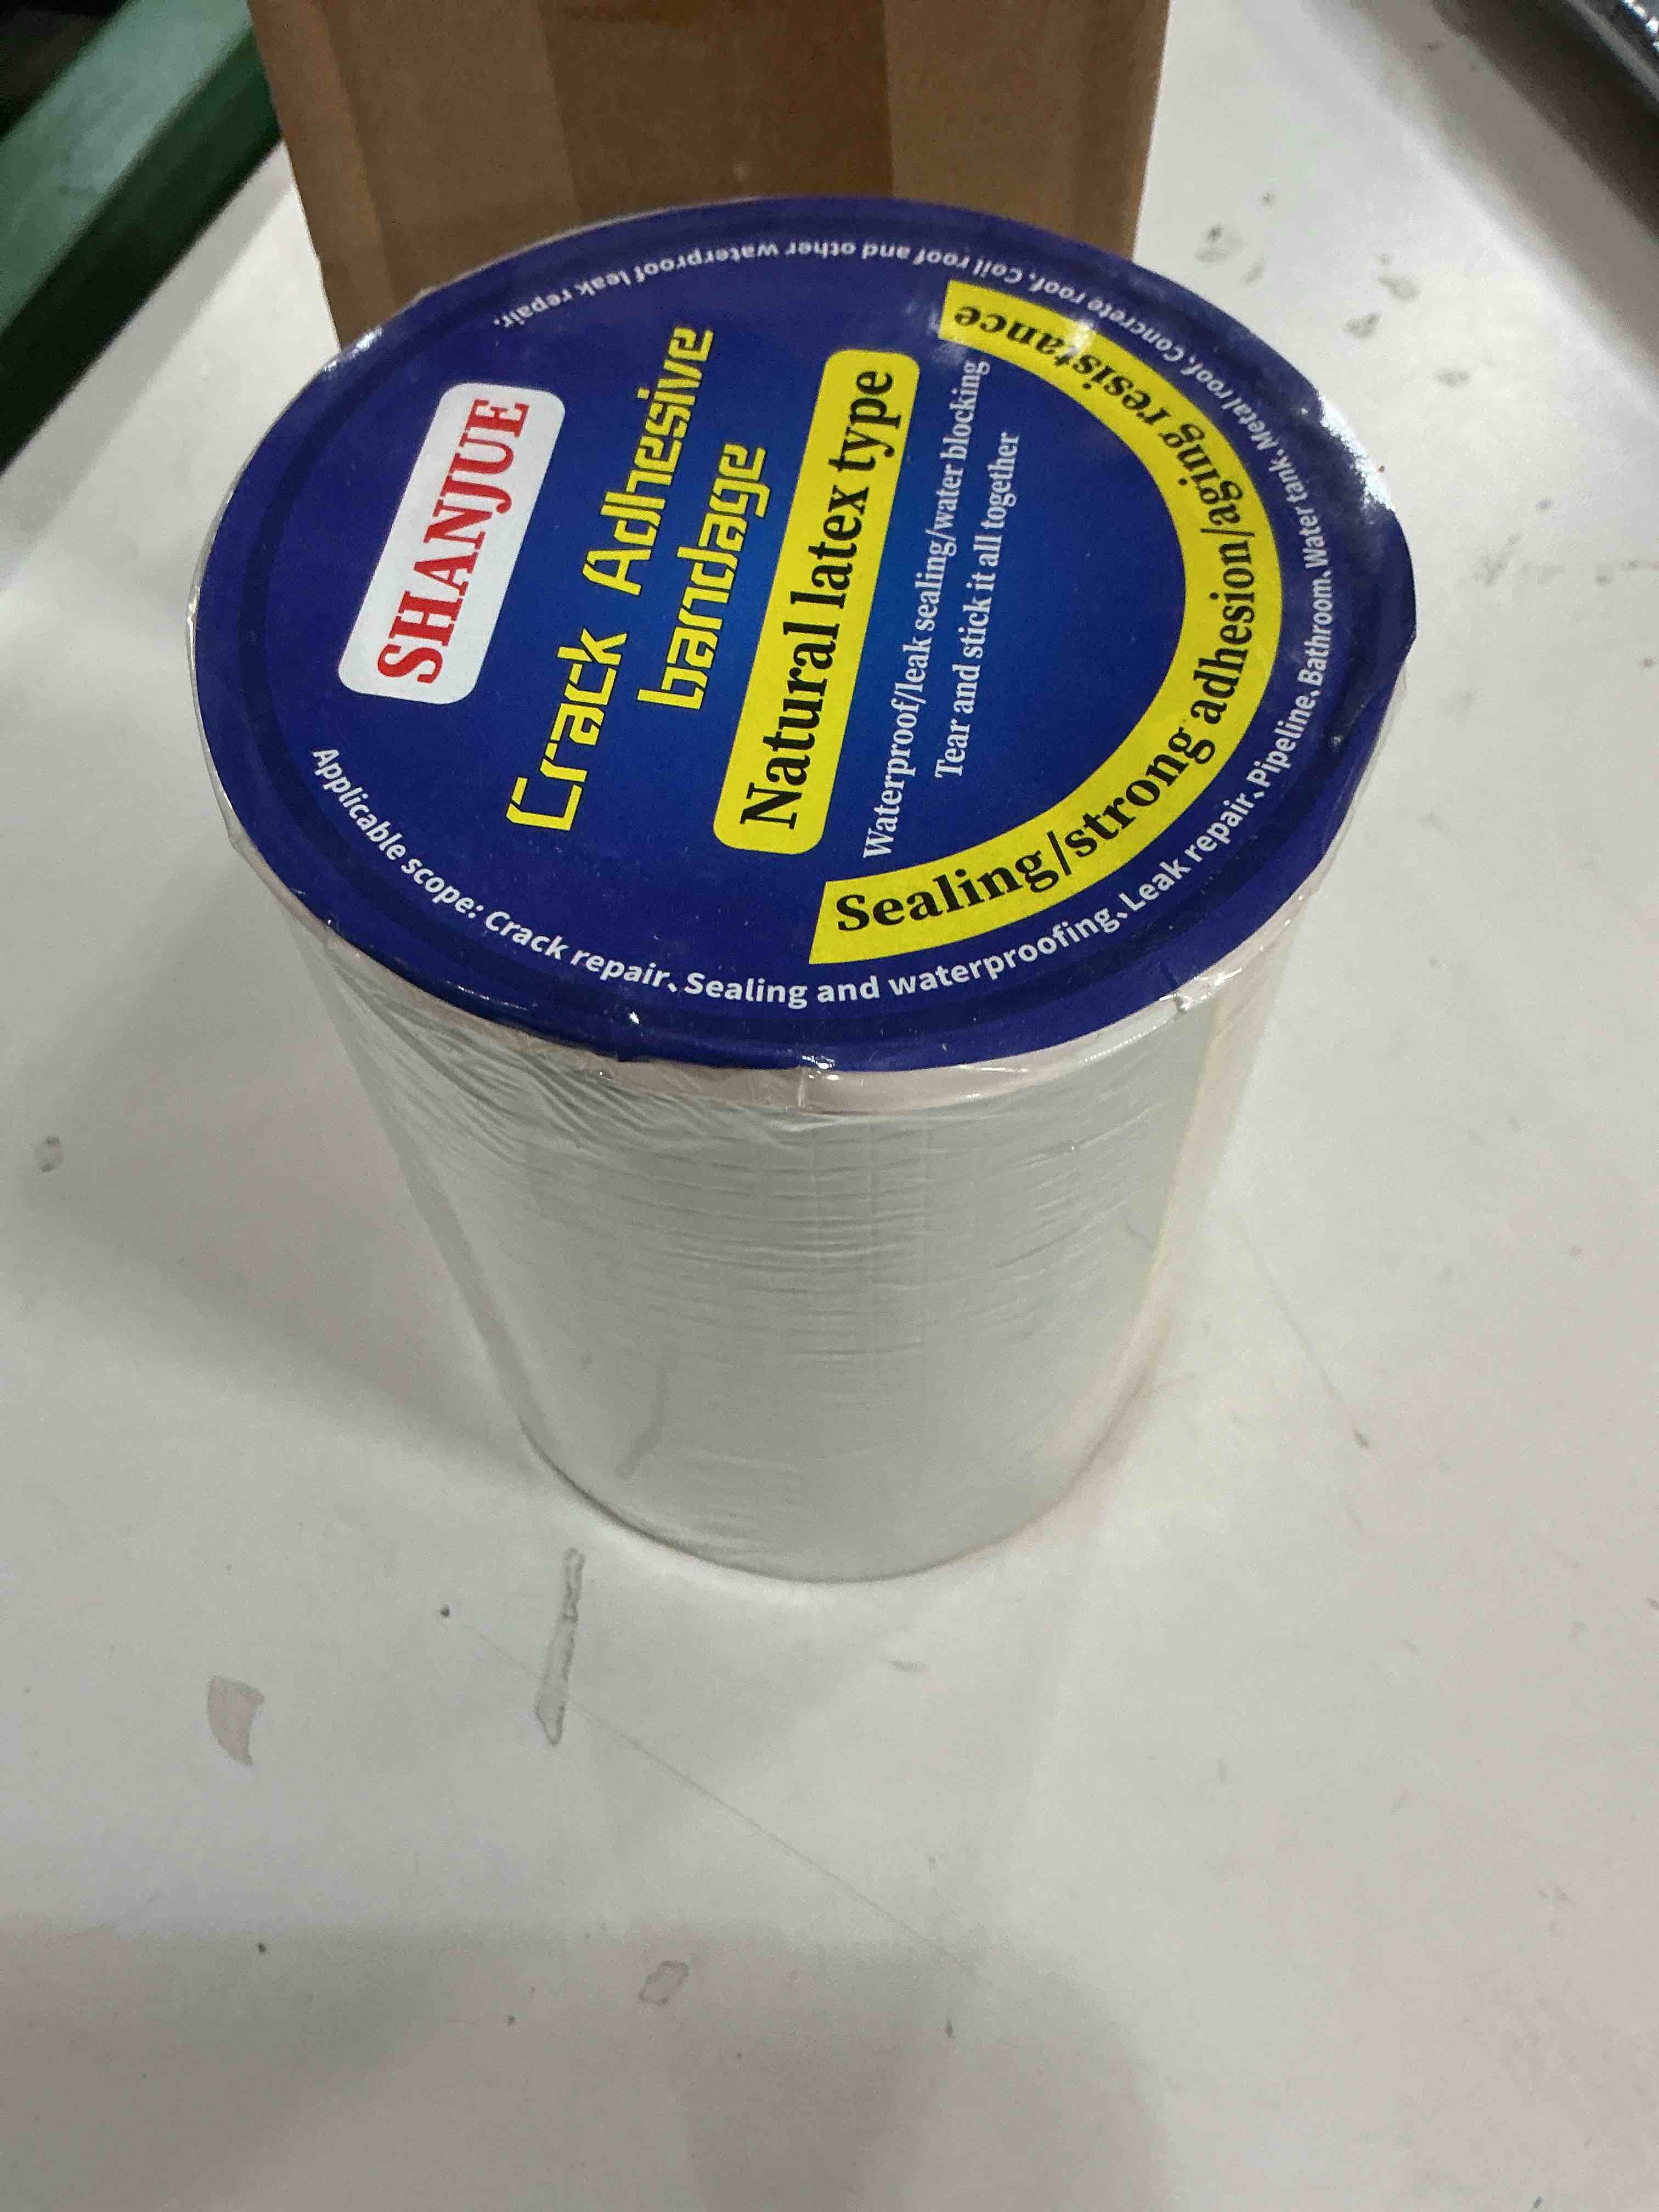 SHANJUE
Crack Adhesive
bandage
Natural latex type
Waterproof/leak sealing/water blocking
Tear and stick it all together
Sealing/strong adhesion/aging resistance
Applicable scope: Crack repair、Sealing and waterproofing、Leak repair、Pipeline、Bathroom、Water tank、Metal roof、Concrete roof、Coil roof and other waterproof leak repair.